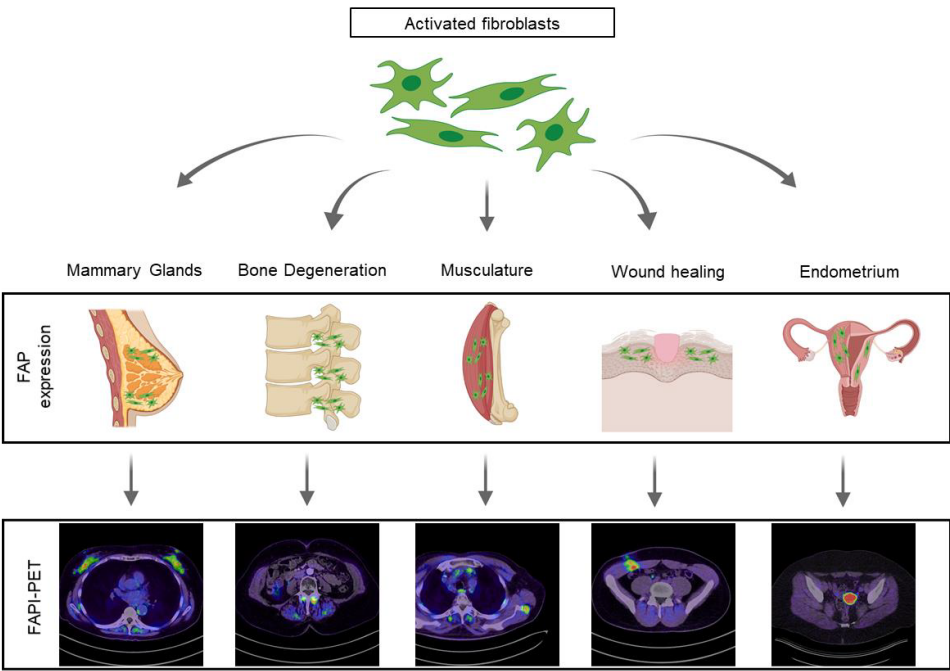 Activated fibroblasts
Mammary Glands
Bone Degeneration
Musculature
Wound healing
Endometrium
FAP
expression
FAPI-PET